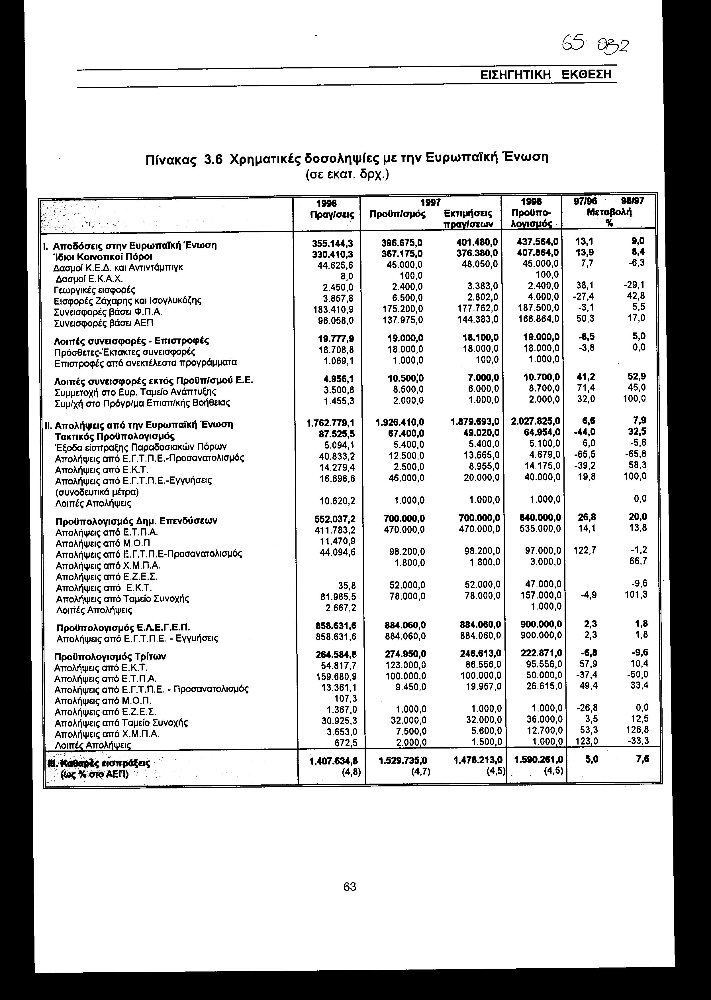 65 932
ΕΙΣΗΓΗΤΙΚΗ ΕΚΘΕΣΗ
Πίνακας 3.6 Χρηματικές δοσοληψίες με την Ευρωπαϊκή Ένωση
(σε εκατ. δρχ.)
1996 1997 1998 97/96 98/97
Πραγ/σεις Προϋπ/σμός Εκτιμήσεις Προϋπο- Μεταβολή
πραγ/σεων λογισμός %
I. Αποδόσεις στην Ευρωπαϊκή Ένωση 355.144,3 396.675,0 401.480,0 437.564,0 13,1 9,0
Ίδιοι Κοινοτικοί Πόροι 330.410,3 367.175,0 376.380,0 407.864,0 13,9 8,4
Δασμοί Κ.Ε.Δ. και Αντιντάμπιγκ 44.625,6 45.000,0 48.050,0 45.000,0 7,7 -6,3
Δασμοί Ε.Κ.Α.Χ. 8,0 100,0 100,0
Γεωργικές εισφορές 2.450,0 2.400,0 3.383,0 2.400,0 38,1 -29,1
Εισφορές Ζάχαρης και Ισογλυκόζης 3.857,8 6.500,0 2.802,0 4.000,0 -27,4 42,8
Συνεισφορές βάσει Φ.Π.Α. 183.410,9 175.200,0 177.762,0 187.500,0 -3,1 5,5
Συνεισφορές βάσει ΑΕΠ 96.058,0 137.975,0 144.383,0 168.864,0 50,3 17,0
Λοιπές συνεισφορές - Επιστροφές 19.777,9 19.000,0 18.100,0 19.000,0 -8,5 5,0
Πρόσθετες-Έκτακτες συνεισφορές 18.708,8 18.000,0 18.000,0 18.000,0 -3,8 0,0
Επιστροφές από ανεκτέλεστα προγράμματα 1.069,1 1.000,0 100,0 1.000,0
Λοιπές συνεισφορές εκτός Προϋπ/σμού Ε.Ε. 4.956,1 10.500,0 7.000,0 10.700,0 41,2 52,9
Συμμετοχή στο Ευρ. Ταμείο Ανάπτυξης 3.500,8 8.500,0 6.000,0 8.700,0 71,4 45,0
Συμ/χή στο Πρόγρ/μα Επισιτ/κής Βοήθειας 1.455,3 2.000,0 1.000,0 2.000,0 32,0 100,0
II. Απολήψεις από την Ευρωπαϊκή Ένωση 1.762.779,1 1.926.410,0 1.879.693,0 2.027.825,0 6,6 7,9
Τακτικός Προϋπολογισμός 87.525,5 67.400,0 49.020,0 64.954,0 -44,0 32,5
Έξοδα είσπραξης Παραδοσιακών Πόρων 5.094,1 5.400,0 5.400,0 5.100,0 6,0 -5,6
Απολήψεις από Ε.Γ.Τ.Π.Ε.-Προσανατολισμός 40.833,2 12.500,0 13.665,0 4.679,0 -65,5 -65,8
Απολήψεις από Ε.Κ.Τ. 14.279,4 2.500,0 8.955,0 14.175,0 -39,2 58,3
Απολήψεις από Ε.Γ.Τ.Π.Ε.-Εγγυήσεις 16.698,6 46.000,0 20.000,0 40.000,0 19,8 100,0
(συνοδευτικά μέτρα)
Λοιπές Απολήψεις 10.620,2 1.000,0 1.000,0 1.000,0 0,0
Προϋπολογισμός Δημ. Επενδύσεων 552.037,2 700.000,0 700.000,0 840.000,0 26,8 20,0
Απολήψεις από Ε.Τ.Π.Α. 411.783,2 470.000,0 470.000,0 535.000,0 14,1 13,8
Απολήψεις από Μ.Ο.Π 11.470,9
Απολήψεις από Ε.Γ.Τ.Π.Ε-Προσανατολισμός 44.094,6 98.200,0 98.200,0 97.000,0 122,7 -1,2
Απολήψεις από Χ.Μ.Π.Α. 1.800,0 1.800,0 3.000,0 66,7
Απολήψεις από Ε.Ζ.Ε.Σ.
Απολήψεις από Ε.Κ.Τ. 35,8 52.000,0 52.000,0 47.000,0 -9,6
Απολήψεις από Ταμείο Συνοχής 81.985,5 78.000,0 78.000,0 157.000,0 -4,9 101,3
Λοιπές Απολήψεις 2.667,2 1.000,0
Προϋπολογισμός Ε.Λ.Ε.Γ.Ε.Π. 858.631,6 884.060,0 884.060,0 900.000,0 2,3 1,8
Απολήψεις από Ε.Γ.Τ.Π.Ε. - Εγγυήσεις 858.631,6 884.060,0 884.060,0 900.000,0 2,3 1,8
Προϋπολογισμός Τρίτων 264.584,8 274.950,0 246.613,0 222.871,0 -6,8 -9,6
Απολήψεις από Ε.Κ.Τ. 54.817,7 123.000,0 86.556,0 95.556,0 57,9 10,4
Απολήψεις από Ε.Τ.Π.Α. 159.680,9 100.000,0 100.000,0 50.000,0 -37,4 -50,0
Απολήψεις από Ε.Γ.Τ.Π.Ε. - Προσανατολισμός 13.361,1 9.450,0 19.957,0 26.615,0 49,4 33,4
Απολήψεις από Μ.Ο.Π. 107,3
Απολήψεις από Ε.Ζ.Ε.Σ. 1.367,0 1.000,0 1.000,0 1.000,0 -26,8 0,0
Απολήψεις από Ταμείο Συνοχής 30.925,3 32.000,0 32.000,0 36.000,0 3,5 12,5
Απολήψεις από Χ.Μ.Π.Α. 3.653,0 7.500,0 5.600,0 12.700,0 53,3 126,8
Λοιπές Απολήψεις 672,5 2.000,0 1.500,0 1.000,0 123,0 -33,3
III. Καθαρές εισπράξεις 1.407.634,8 1.529.735,0 1.478.213,0 1.590.261,0 5,0 7,6
(ως % στο ΑΕΠ) (4,8) (4,7) (4,5) (4,5)
63